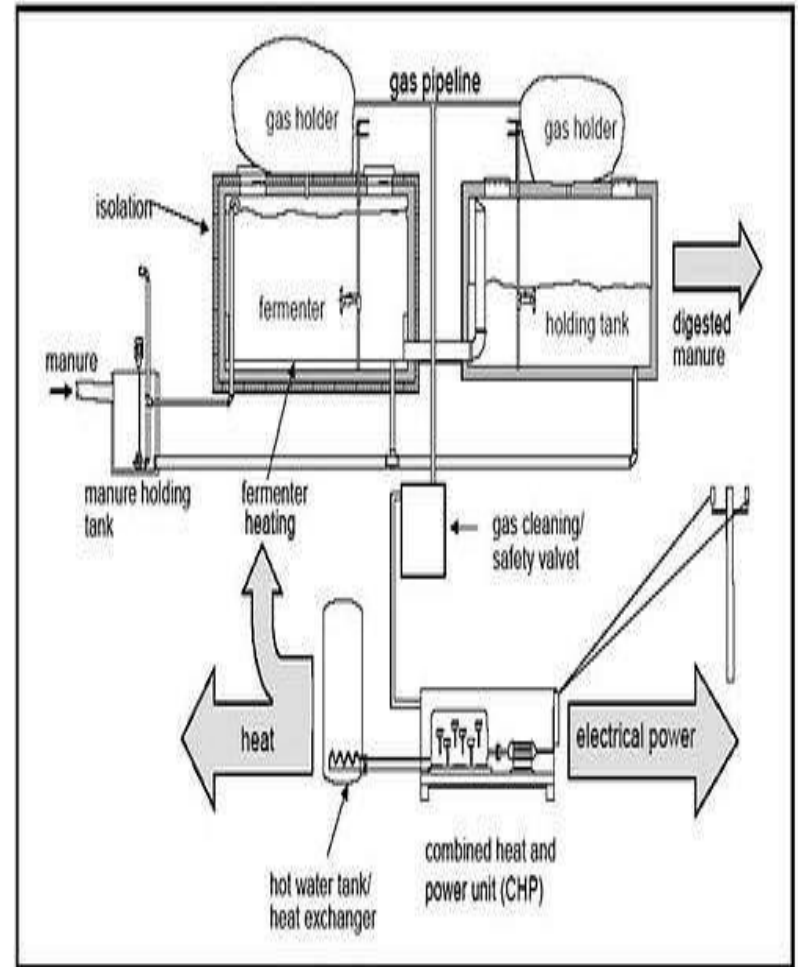 gas pipeline
gas holder
gas holder
isolation
fermenter
holding tank
digested
manure
manure
manure holding
tank
fermenter
heating
gas cleaning/
safety valvet
heat
electrical power
combined heat and
power unit (CHP)
hot water tank/
heat exchanger